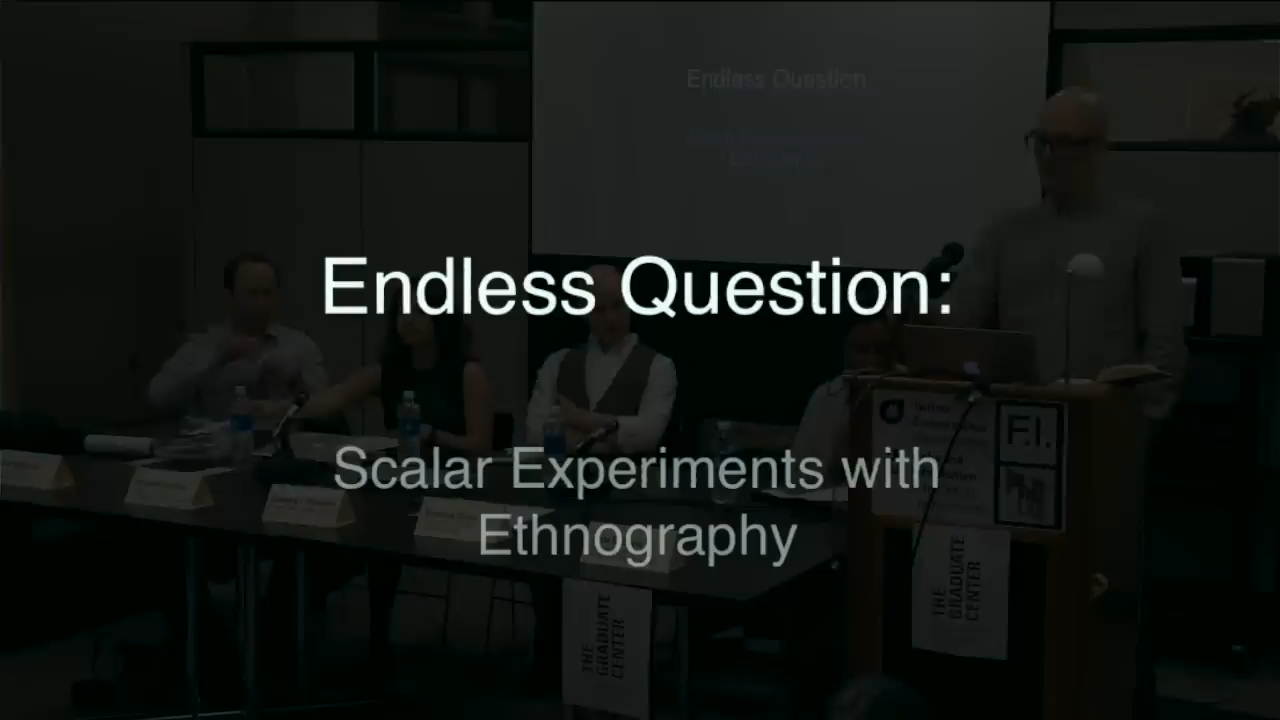 Endless Question
Endless Question:
Scalar Experiments with
Ethnography
F.I.
THE
GRADUATE
CENTER
THE
GRADUATE
CENTER